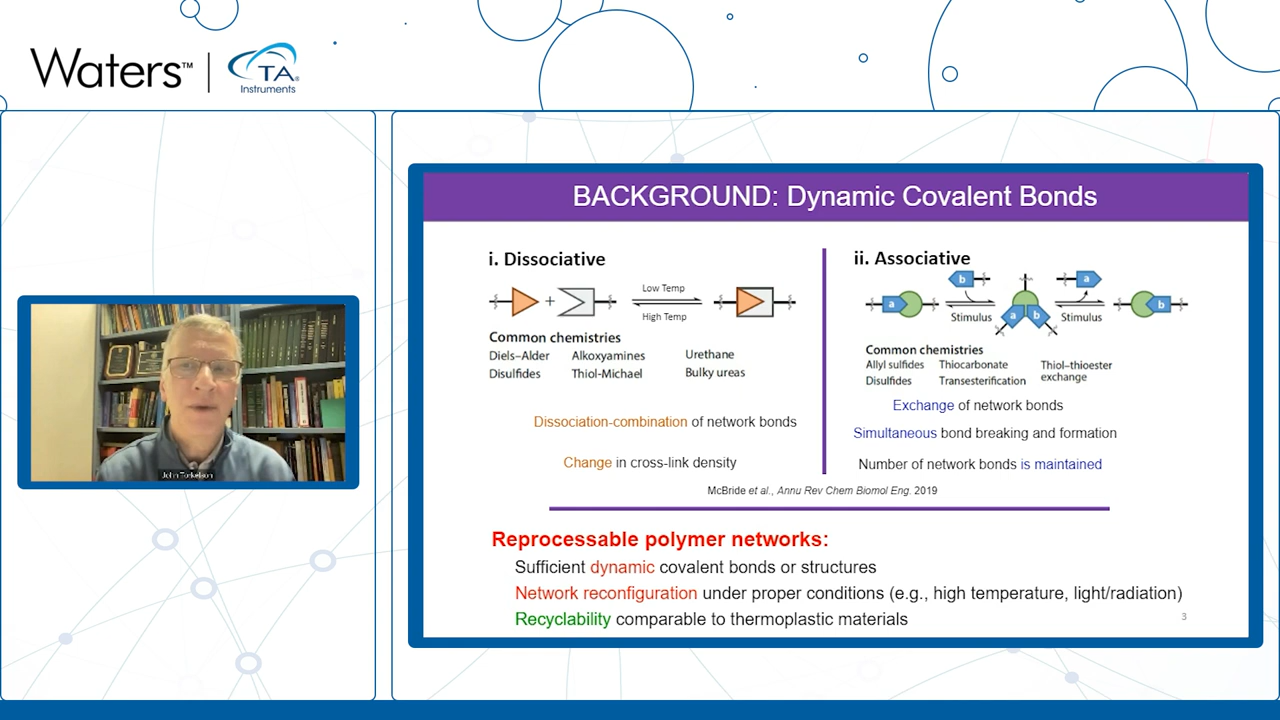 Waters™
TA®
Instruments
John Torkelson
BACKGROUND: Dynamic Covalent Bonds
i. Dissociative
+
Low Temp
High Temp
Common chemistries
Diels–Alder Alkoxyamines Urethane
Disulfides Thiol-Michael Bulky ureas
Dissociation-combination of network bonds
Change in cross-link density
ii. Associative
b a
a a b b
Stimulus Stimulus
Common chemistries
Allyl sulfides Thiocarbonate Thiol–thioester
Disulfides Transesterification exchange
Exchange of network bonds
Simultaneous bond breaking and formation
Number of network bonds is maintained
McBride et al., Annu Rev Chem Biomol Eng. 2019
Reprocessable polymer networks:
Sufficient dynamic covalent bonds or structures
Network reconfiguration under proper conditions (e.g., high temperature, light/radiation)
Recyclability comparable to thermoplastic materials
3